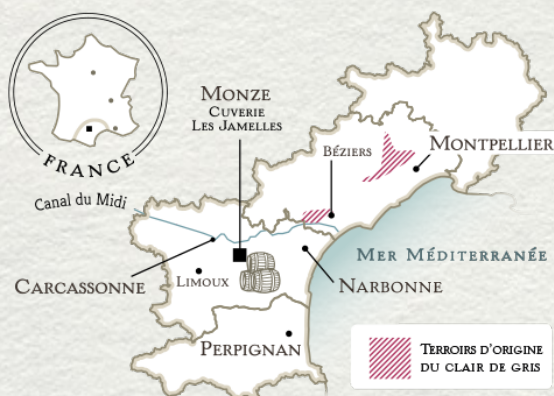 FRANCE
Canal du Midi
MONZE
CUVERIE
LES JAMELLES
BÉZIERS
MONTPELLIER
MER MÉDITERRANÉE
CARCASSONNE
LIMOUX
NARBONNE
PERPIGNAN
TERROIRS D'ORIGINE
DU CLAIR DE GRIS